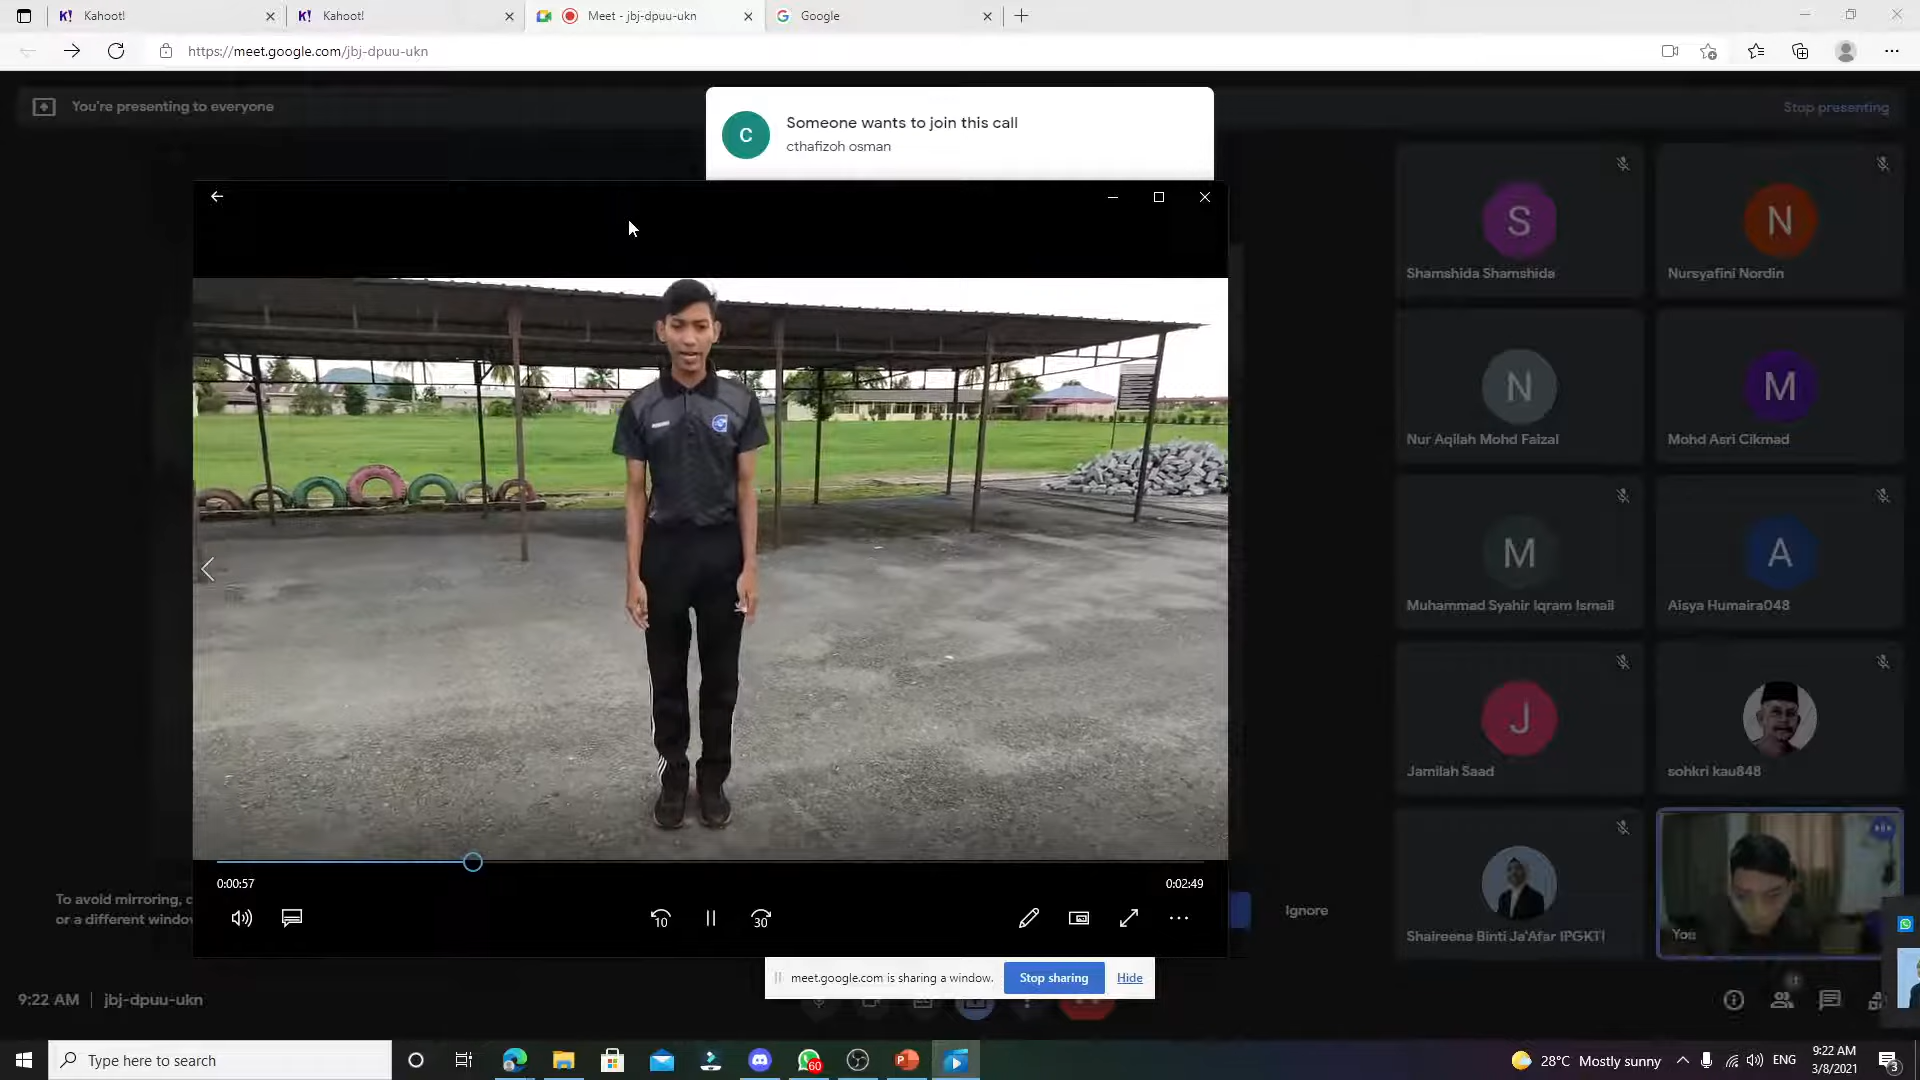 Kahoot!
Kahoot!
Meet - jbj-dpuu-ukn
Google
https://meet.google.com/jbj-dpuu-ukn
You're presenting to everyone
Stop presenting
C
Someone wants to join this call
cthafizoh osman
S
Shamshida Shamshida
N
Nursyafini Nordin
N
Nur Aqilah Mohd Faizal
M
Mohd Asri Cikmad
M
Muhammad Syahir Iqram Ismail
A
Aisya Humaira048
J
Jamilah Saad
sohkri kau848
Shaireena Binti Ja'Afar IPGKTI
You
0:00:57
0:02:49
10
30
To avoid mirroring,
or a different window
Ignore
meet.google.com is sharing a window.
Stop sharing
Hide
9:22 AM
jbj-dpuu-ukn
Type here to search
60
28°C Mostly sunny
ENG
9:22 AM
3/8/2021
3